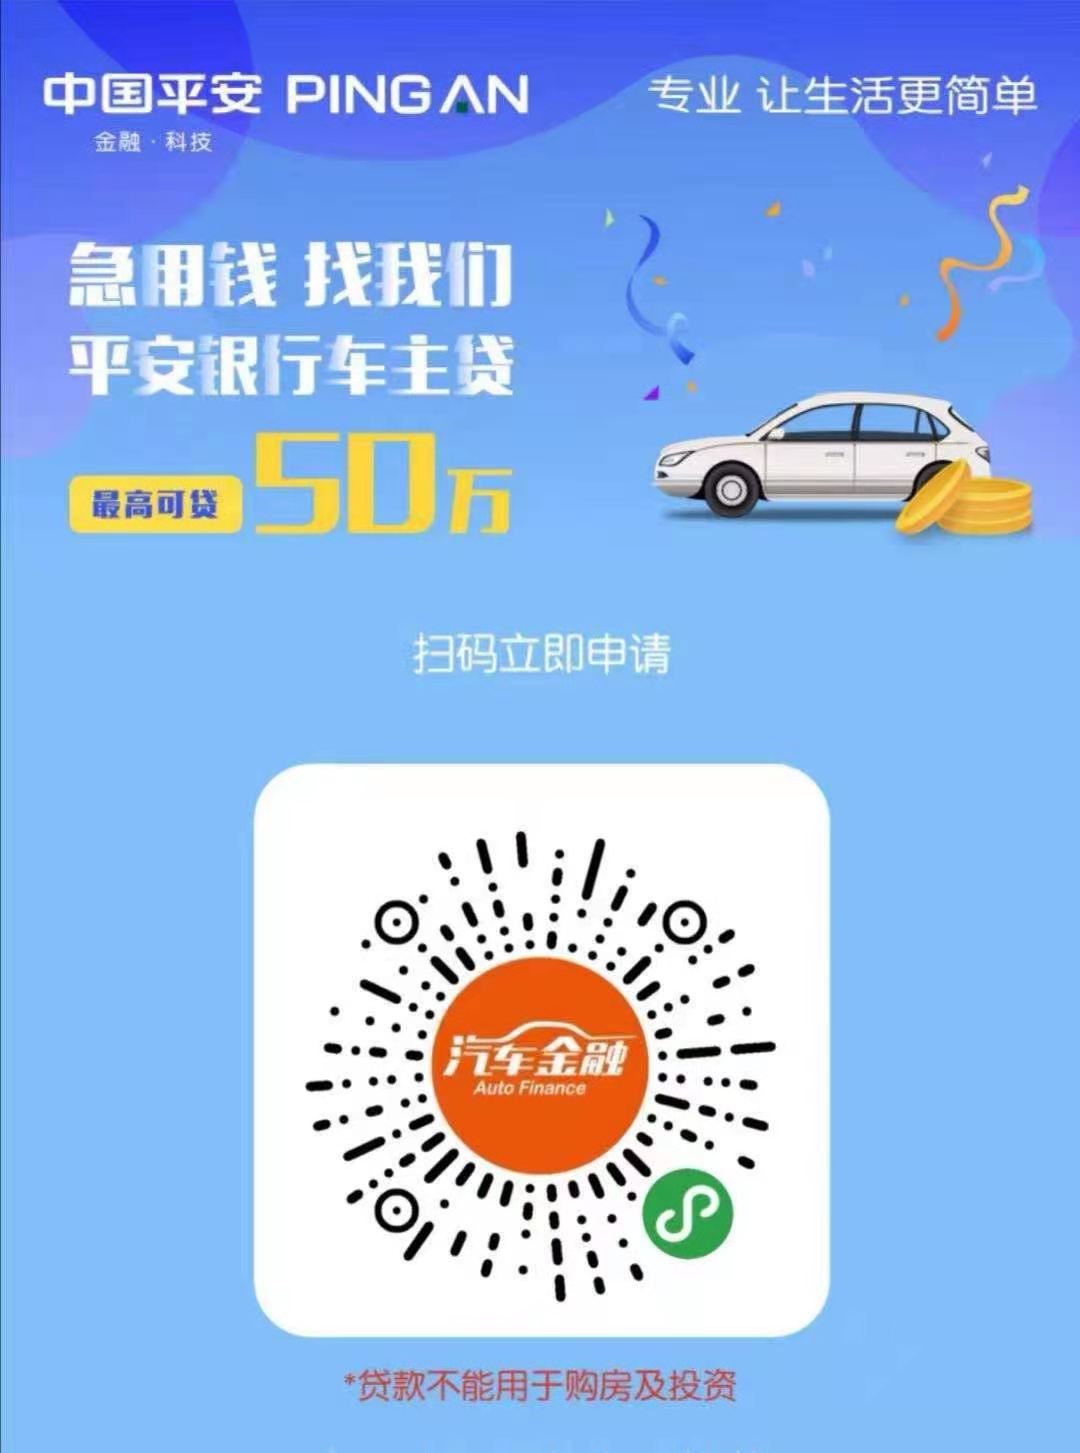 中国平安 PING AN
金融·科技
专业 让生活更简单
急用钱 找我们
平安银行车主贷
最高可贷 50万
扫码立即申请
汽车金融
Auto Finance
*贷款不能用于购房及投资